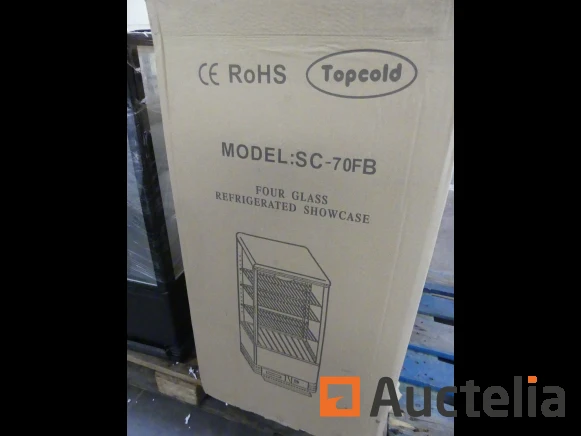 CE RoHS Topcold
MODEL:SC-70FB
FOUR GLASS
REFRIGERATED SHOWCASE
Auctelia